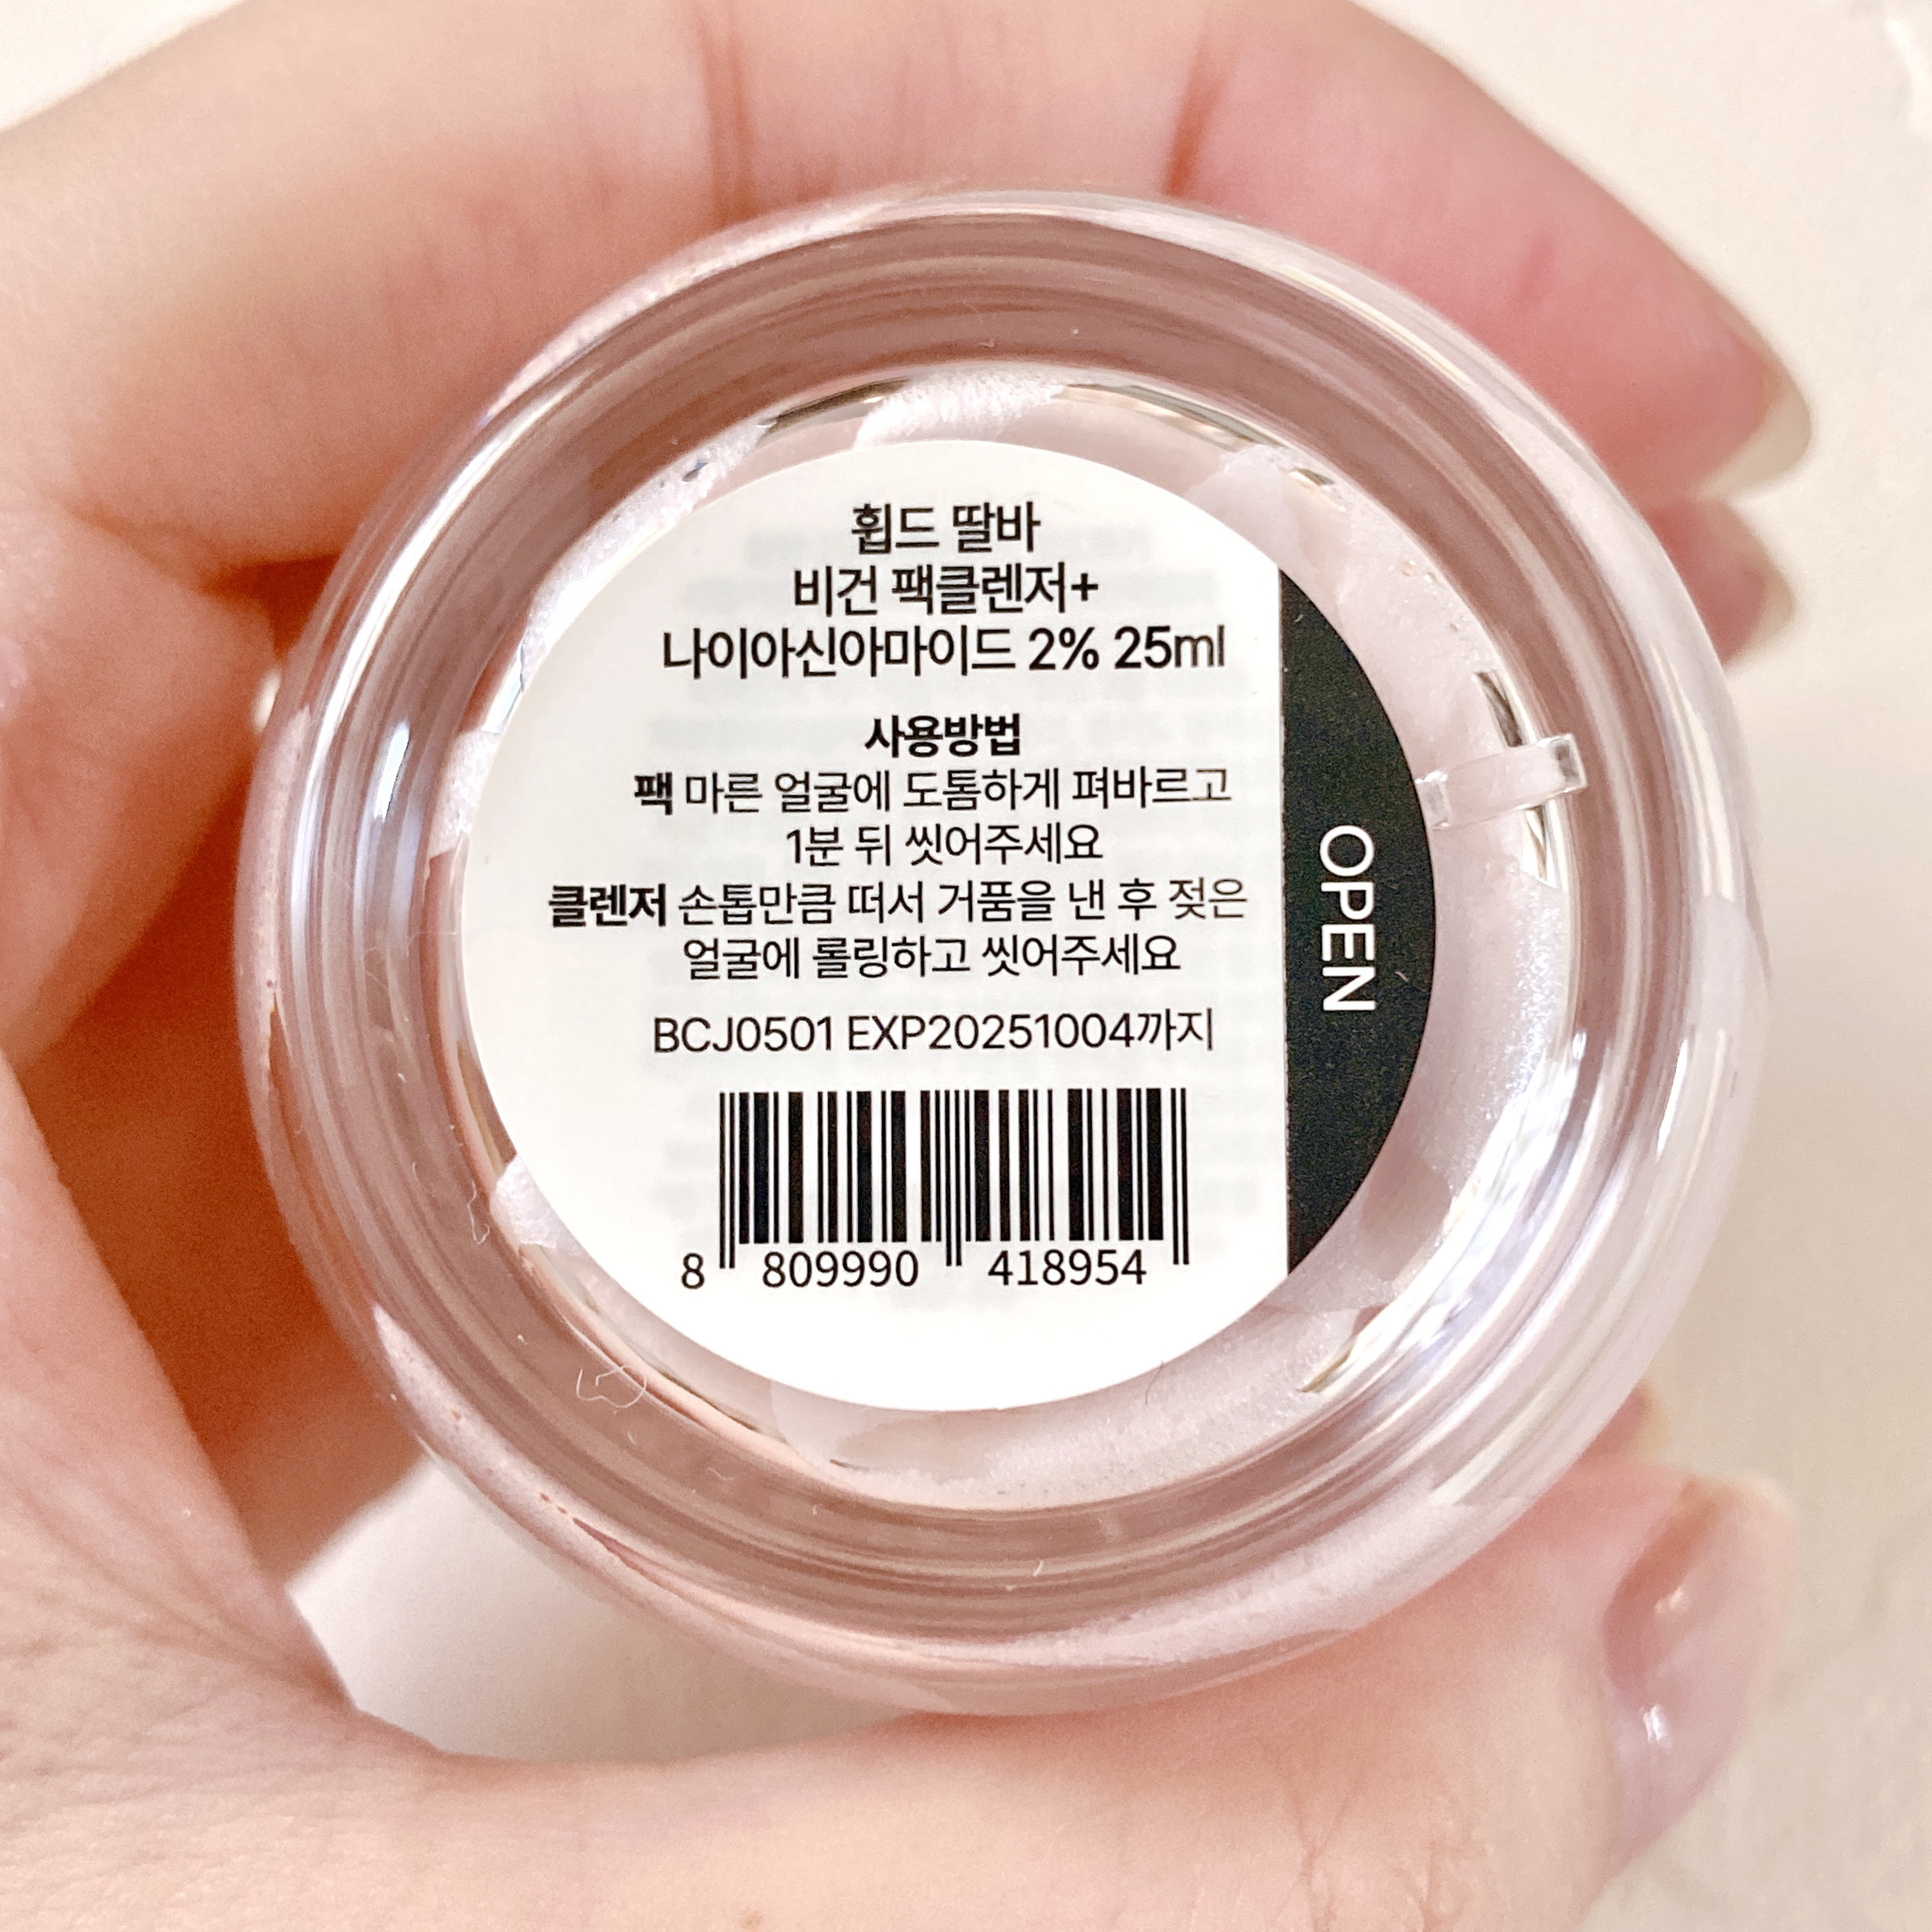 휩드 딸바
비건 팩클렌저+
나이아신아마이드 2% 25ml
사용방법
팩 마른 얼굴에 도톰하게 펴바르고
1분 뒤 씻어주세요
클렌저 손톱만큼 떠서 거품을 낸 후 젖은
얼굴에 롤링하고 씻어주세요
BCJ0501 EXP20251004까지
8 809990 418954
OPEN